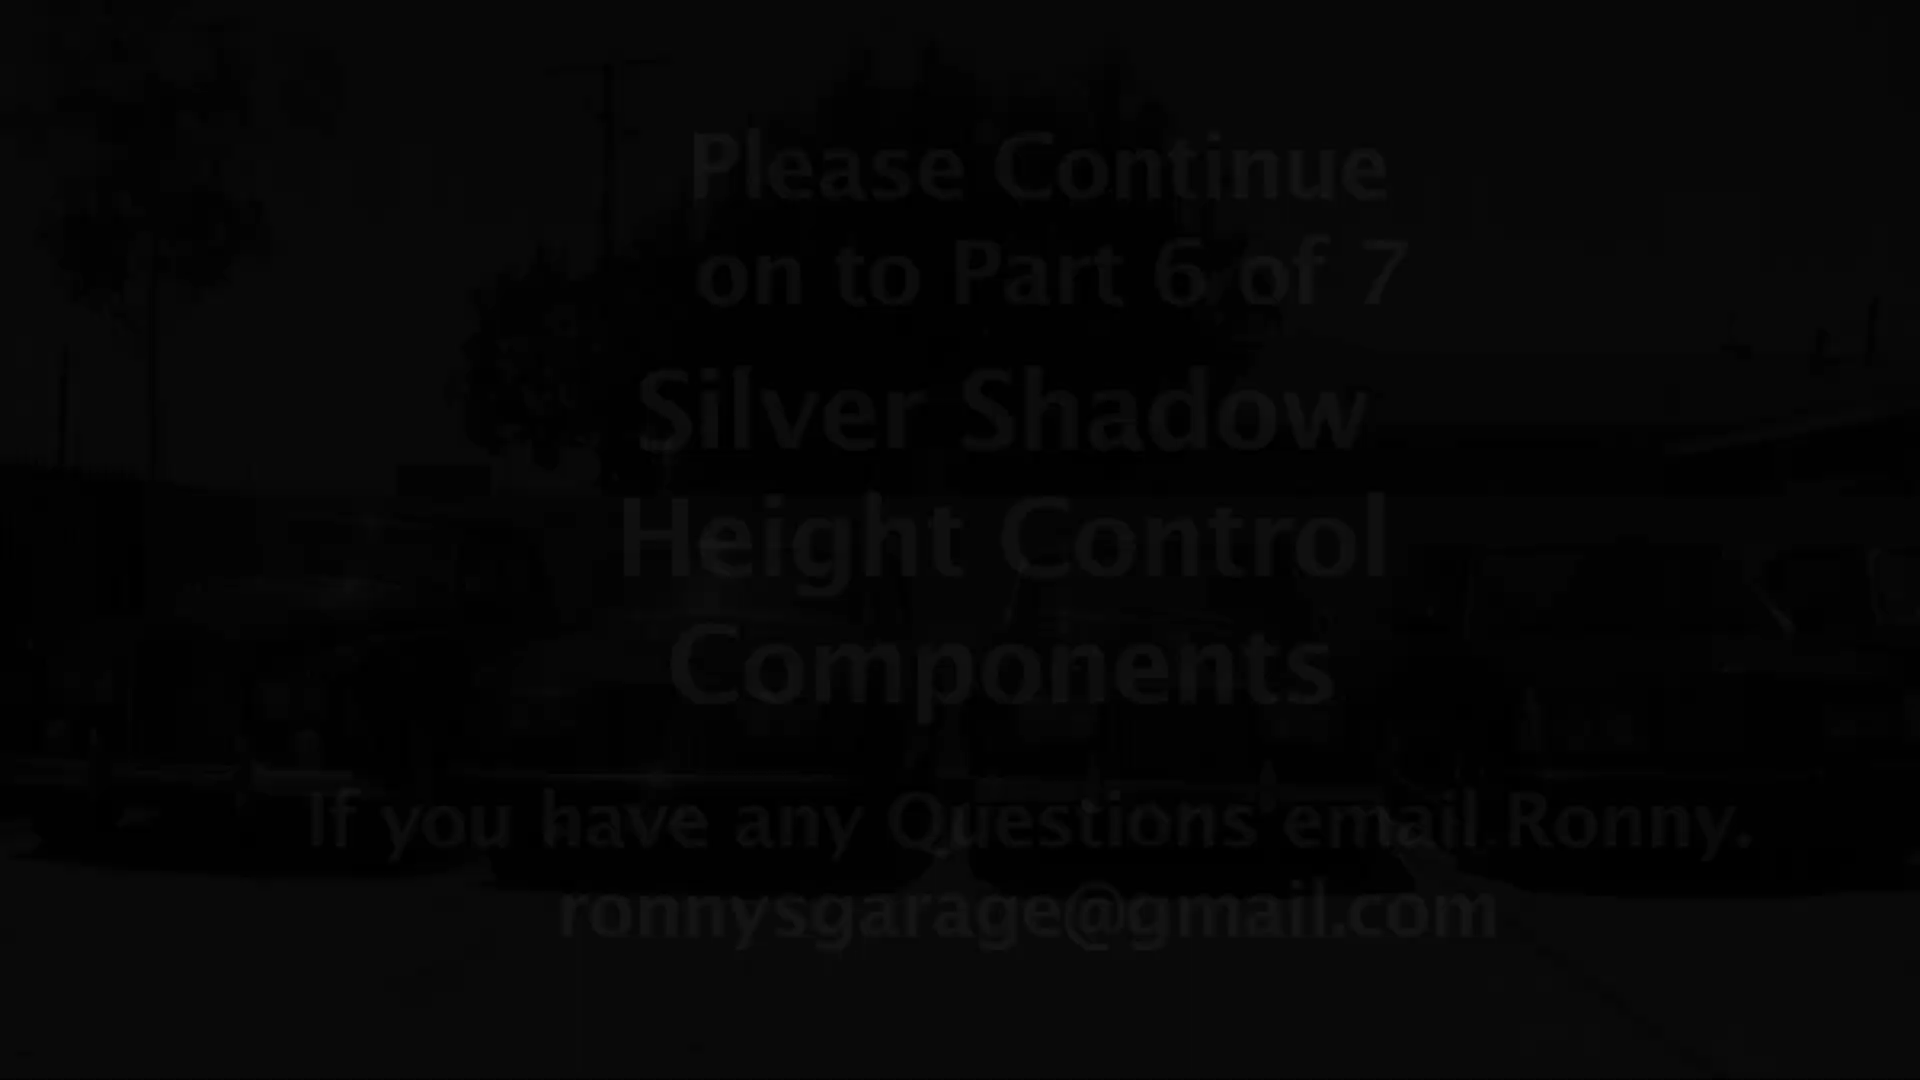 Please Continue
on to Part 6 of 7
Silver Shadow
Height Control
Components
If you have any Questions email Ronny.
ronnysgarage@gmail.com